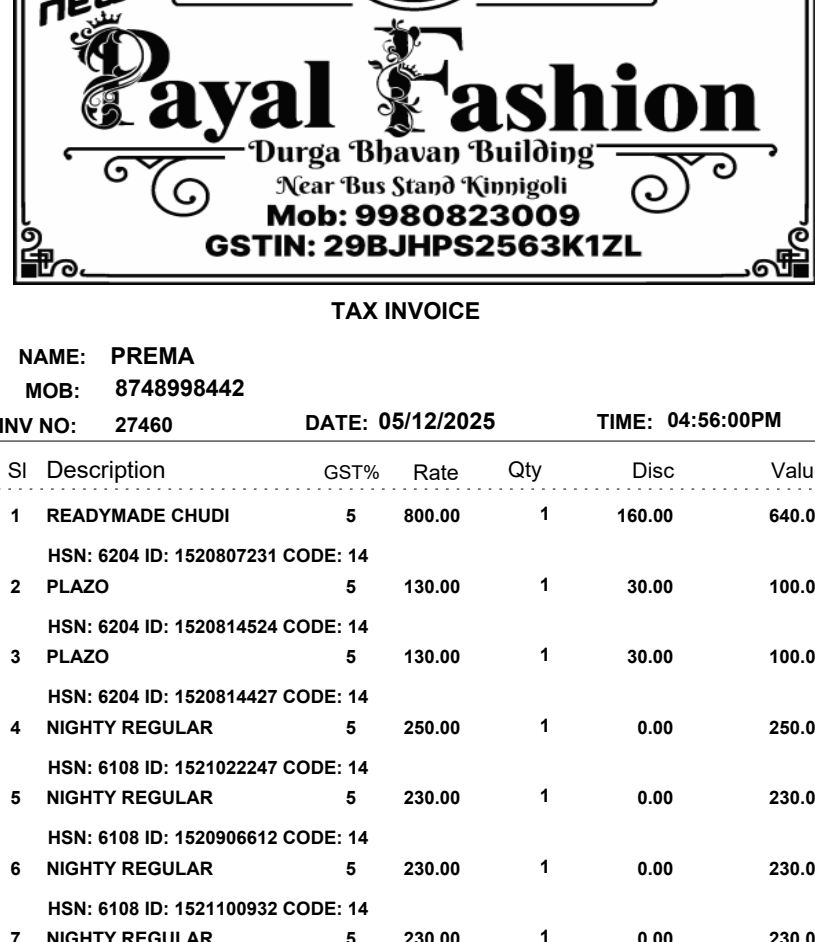 new
Payal Fashion
Durga Bhavan Building
Near Bus Stand Kinnigoli
Mob: 9980823009
GSTIN: 29BJHPS2563K1ZL
TAX INVOICE
NAME: PREMA
MOB: 8748998442
INV NO: 27460 DATE: 05/12/2025 TIME: 04:56:00PM
Sl Description GST% Rate Qty Disc Valu
1 READYMADE CHUDI 5 800.00 1 160.00 640.0
HSN: 6204 ID: 1520807231 CODE: 14
2 PLAZO 5 130.00 1 30.00 100.0
HSN: 6204 ID: 1520814524 CODE: 14
3 PLAZO 5 130.00 1 30.00 100.0
HSN: 6204 ID: 1520814427 CODE: 14
4 NIGHTY REGULAR 5 250.00 1 0.00 250.0
HSN: 6108 ID: 1521022247 CODE: 14
5 NIGHTY REGULAR 5 230.00 1 0.00 230.0
HSN: 6108 ID: 1520906612 CODE: 14
6 NIGHTY REGULAR 5 230.00 1 0.00 230.0
HSN: 6108 ID: 1521100932 CODE: 14
7 NIGHTY REGULAR 5 230.00 1 0.00 230.0